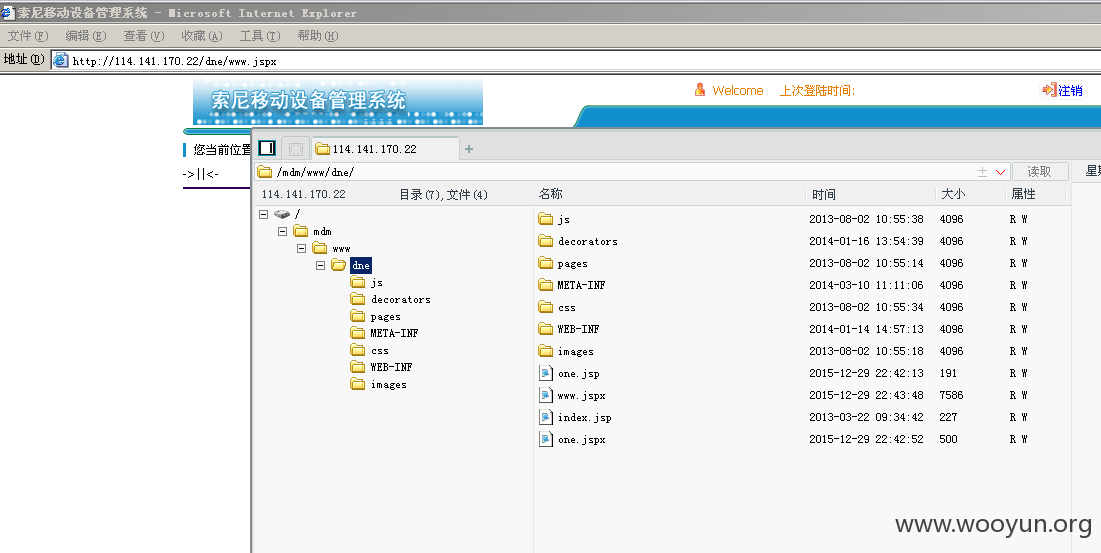 索尼移动设备管理系统 - Microsoft Internet Explorer
文件(F) 编辑(E) 查看(V) 收藏(A) 工具(T) 帮助(H)
地址(D) http://114.141.170.22/dne/www.jspx
索尼移动设备管理系统 Welcome 上次登陆时间: 注销
您当前位置
->||<-
114.141.170.22 +
/mdm/www/dne/ 读取
114.141.170.22 目录(7),文件(4) 名称 时间 大小 属性
/
mdm
www
dne
js
decorators
pages
META-INF
css
WEB-INF
images
js 2013-08-02 10:55:38 4096 R W
decorators 2014-01-16 13:54:39 4096 R W
pages 2013-08-02 10:55:14 4096 R W
META-INF 2014-03-10 11:11:06 4096 R W
css 2013-08-02 10:55:34 4096 R W
WEB-INF 2014-01-14 14:57:13 4096 R W
images 2013-08-02 10:55:18 4096 R W
one.jsp 2015-12-29 22:42:13 191 R W
www.jspx 2015-12-29 22:43:48 7586 R W
index.jsp 2013-03-22 09:34:42 227 R W
one.jspx 2015-12-29 22:42:52 500 R W
www.wooyun.org